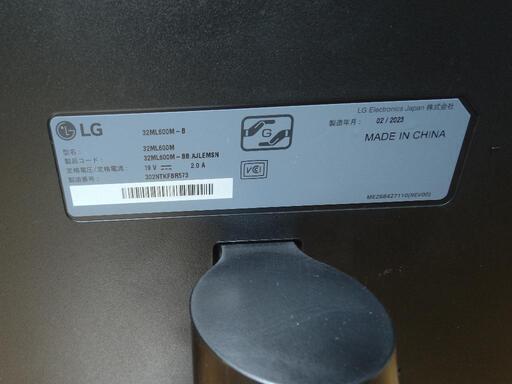 LG
32ML600M-B
型名: 32ML600M
製品コード: 32ML600M-BB.AJLEMSN
定格電圧/定格電流: 19 V ⎓ 2.0 A
製造番号: 302NTKFBR573
G
VCCI
LG Electronics Japan 株式会社
製造年月: 02 / 2023
MADE IN CHINA
MEZ68427110(REV00)